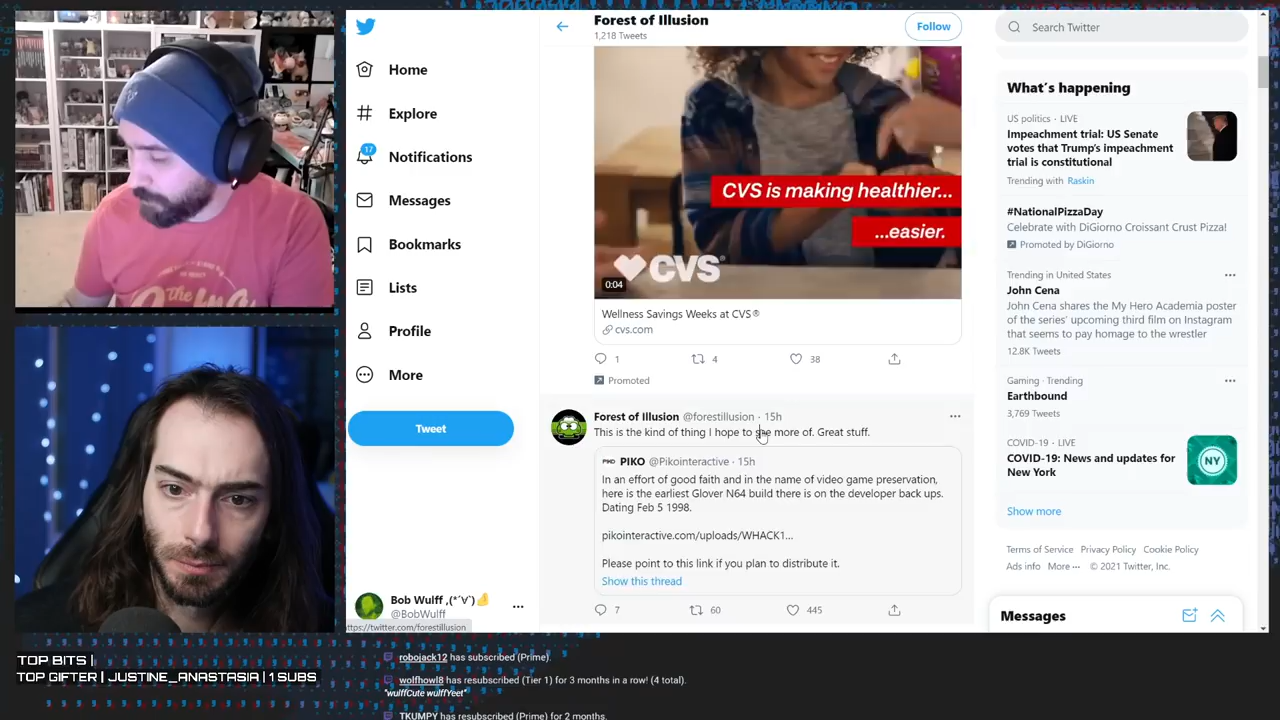 Home
Explore
17
Notifications
Messages
Bookmarks
Lists
Profile
More
Tweet
Bob Wulff ,(*´∀`)👍
@BobWulff
https://twitter.com/forestillusion
Forest of Illusion
1,218 Tweets
Follow
CVS is making healthier...
...easier.
CVS
0:04
Wellness Savings Weeks at CVS®
cvs.com
1
4
38
Promoted
Forest of Illusion @forestillusion · 15h
This is the kind of thing I hope to see more of. Great stuff.
PIKO PIKO @Pikointeractive · 15h
In an effort of good faith and in the name of video game preservation,
here is the earliest Glover N64 build there is on the developer back ups.
Dating Feb 5 1998.
pikointeractive.com/uploads/WHACK1...
Please point to this link if you plan to distribute it.
Show this thread
7
60
445
Search Twitter
What's happening
US politics · LIVE
Impeachment trial: US Senate
votes that Trump's impeachment
trial is constitutional
Trending with Raskin
#NationalPizzaDay
Celebrate with DiGiorno Croissant Crust Pizza!
Promoted by DiGiorno
Trending in United States
John Cena
John Cena shares the My Hero Academia poster
of the series' upcoming third film on Instagram
that seems to pay homage to the wrestler
12.8K Tweets
Gaming · Trending
Earthbound
3,769 Tweets
COVID-19 · LIVE
COVID-19: News and updates for
New York
NY
Show more
Terms of Service Privacy Policy Cookie Policy
Ads info More ··· © 2021 Twitter, Inc.
Messages
TOP BITS |
TOP GIFTER | JUSTINE_ANASTASIA | 1 SUBS
robojack12 has subscribed (Prime).
wolfhowl8 has resubscribed (Tier 1) for 3 months in a row! (4 total).
"wulffCute wulffYeet"
TKUMPY has resubscribed (Prime) for 2 months.